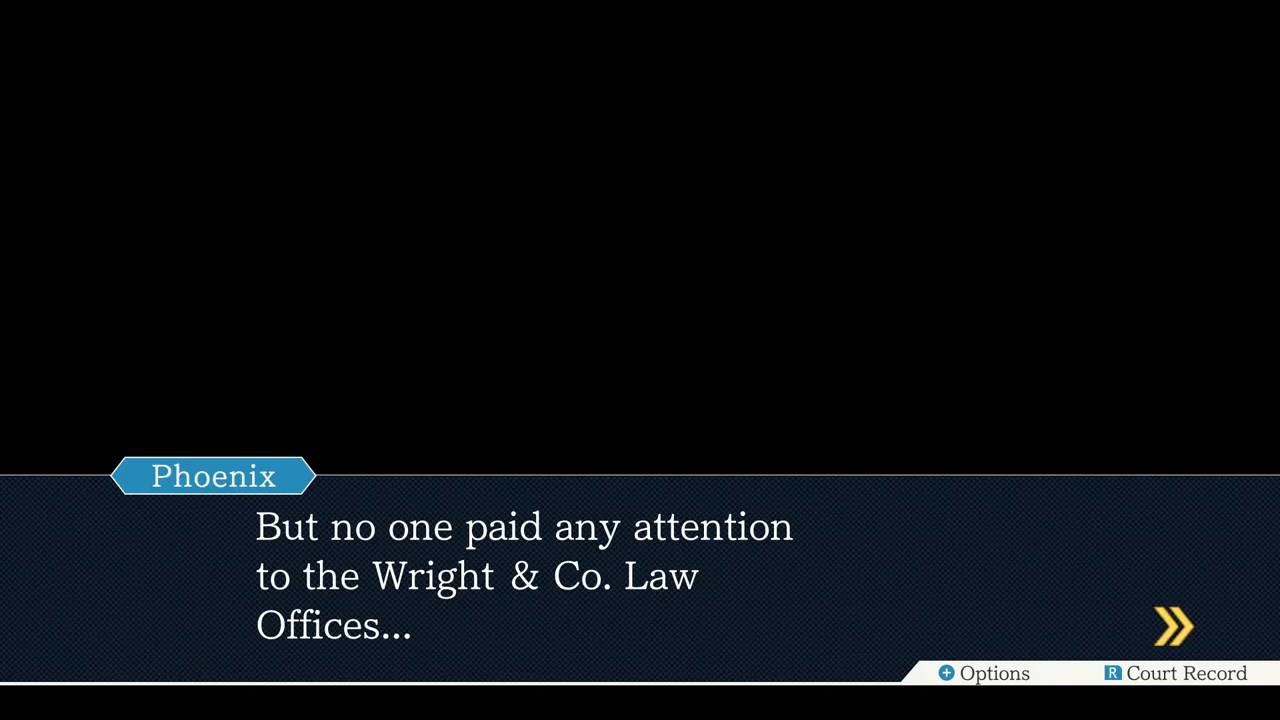 Phoenix
But no one paid any attention
to the Wright & Co. Law
Offices...
+ Options
R Court Record